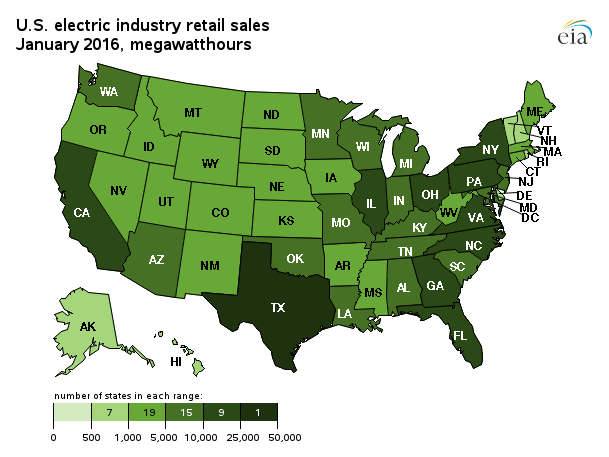 U.S. electric industry retail sales
January 2016, megawatthours
eia
WA
MT
ND
MN
ME
OR
ID
SD
WI
MI
NY
VT
NH
MA
RI
CT
WY
IA
NE
PA
NJ
NV
UT
CO
IL
IN
OH
DE
MD
DC
CA
KS
MO
WV
VA
KY
NC
AZ
NM
OK
AR
TN
SC
TX
LA
MS
AL
GA
FL
AK
HI
number of states in each range:
7 19 15 9 1
0 500 1,000 5,000 10,000 25,000 50,000